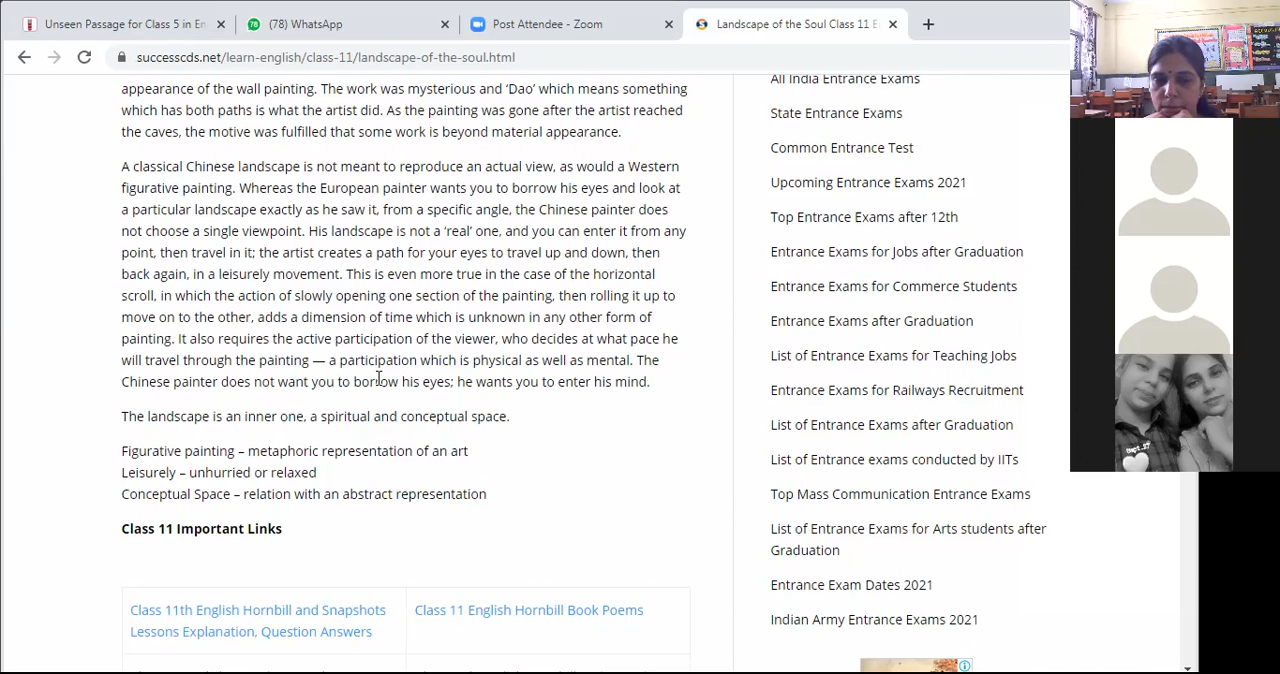 Unseen Passage for Class 5 in En
(78) WhatsApp
Post Attendee - Zoom
Landscape of the Soul Class 11 E
successcds.net/learn-english/class-11/landscape-of-the-soul.html
appearance of the wall painting. The work was mysterious and ‘Dao’ which means something
which has both paths is what the artist did. As the painting was gone after the artist reached
the caves, the motive was fulfilled that some work is beyond material appearance.
A classical Chinese landscape is not meant to reproduce an actual view, as would a Western
figurative painting. Whereas the European painter wants you to borrow his eyes and look at
a particular landscape exactly as he saw it, from a specific angle, the Chinese painter does
not choose a single viewpoint. His landscape is not a ‘real’ one, and you can enter it from any
point, then travel in it; the artist creates a path for your eyes to travel up and down, then
back again, in a leisurely movement. This is even more true in the case of the horizontal
scroll, in which the action of slowly opening one section of the painting, then rolling it up to
move on to the other, adds a dimension of time which is unknown in any other form of
painting. It also requires the active participation of the viewer, who decides at what pace he
will travel through the painting — a participation which is physical as well as mental. The
Chinese painter does not want you to borrow his eyes; he wants you to enter his mind.
The landscape is an inner one, a spiritual and conceptual space.
Figurative painting – metaphoric representation of an art
Leisurely – unhurried or relaxed
Conceptual Space – relation with an abstract representation
Class 11 Important Links
Class 11th English Hornbill and Snapshots
Lessons Explanation, Question Answers
Class 11 English Hornbill Book Poems
All India Entrance Exams
State Entrance Exams
Common Entrance Test
Upcoming Entrance Exams 2021
Top Entrance Exams after 12th
Entrance Exams for Jobs after Graduation
Entrance Exams for Commerce Students
Entrance Exams after Graduation
List of Entrance Exams for Teaching Jobs
Entrance Exams for Railways Recruitment
List of Entrance Exams after Graduation
List of Entrance exams conducted by IITs
Top Mass Communication Entrance Exams
List of Entrance Exams for Arts students after
Graduation
Entrance Exam Dates 2021
Indian Army Entrance Exams 2021